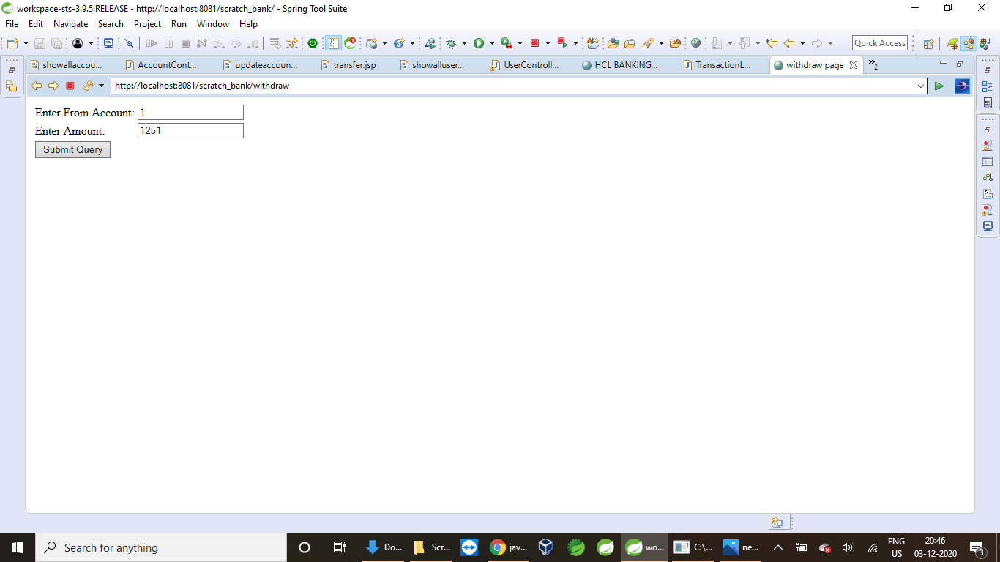 workspace-sts-3.9.5.RELEASE - http://localhost:8081/scratch_bank/ - Spring Tool Suite
File Edit Navigate Search Project Run Window Help
Quick Access
showallaccou... AccountCont... updateaccoun... transfer.jsp showalluser... UserControll... HCL BANKING... TransactionL... withdraw page »2
http://localhost:8081/scratch_bank/withdraw
Enter From Account: 1
Enter Amount: 1251
Submit Query
Search for anything Do... Scr... jav... wo... C:\... ne... ENG 20:46
US 03-12-2020 3